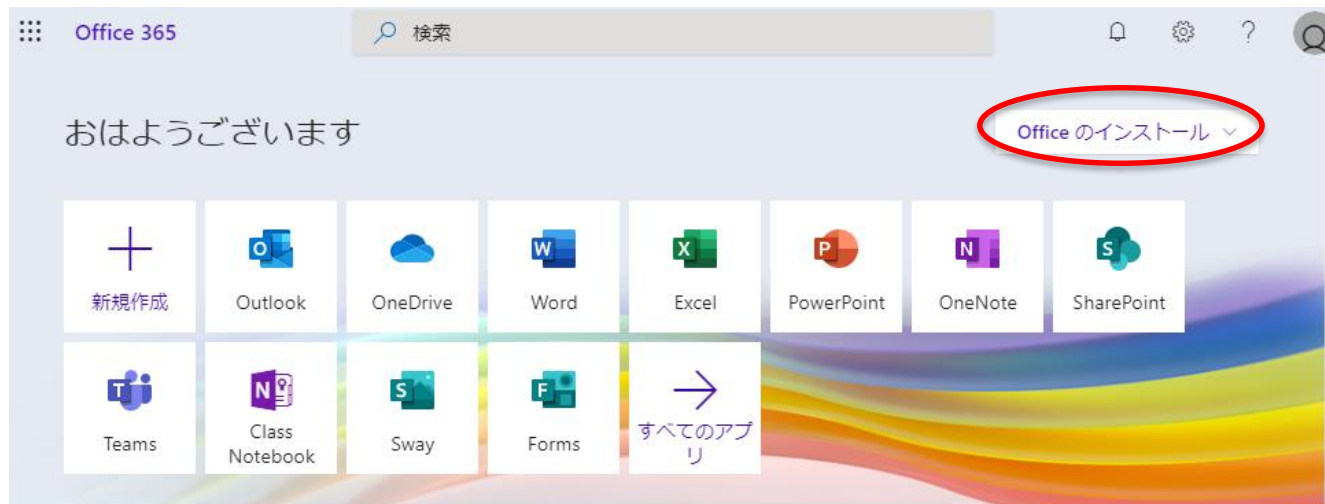 Office 365
検索
?
おはようございます
Office のインストール
新規作成
Outlook
OneDrive
Word
Excel
PowerPoint
OneNote
SharePoint
Teams
Class
Notebook
Sway
Forms
すべてのアプ
リ